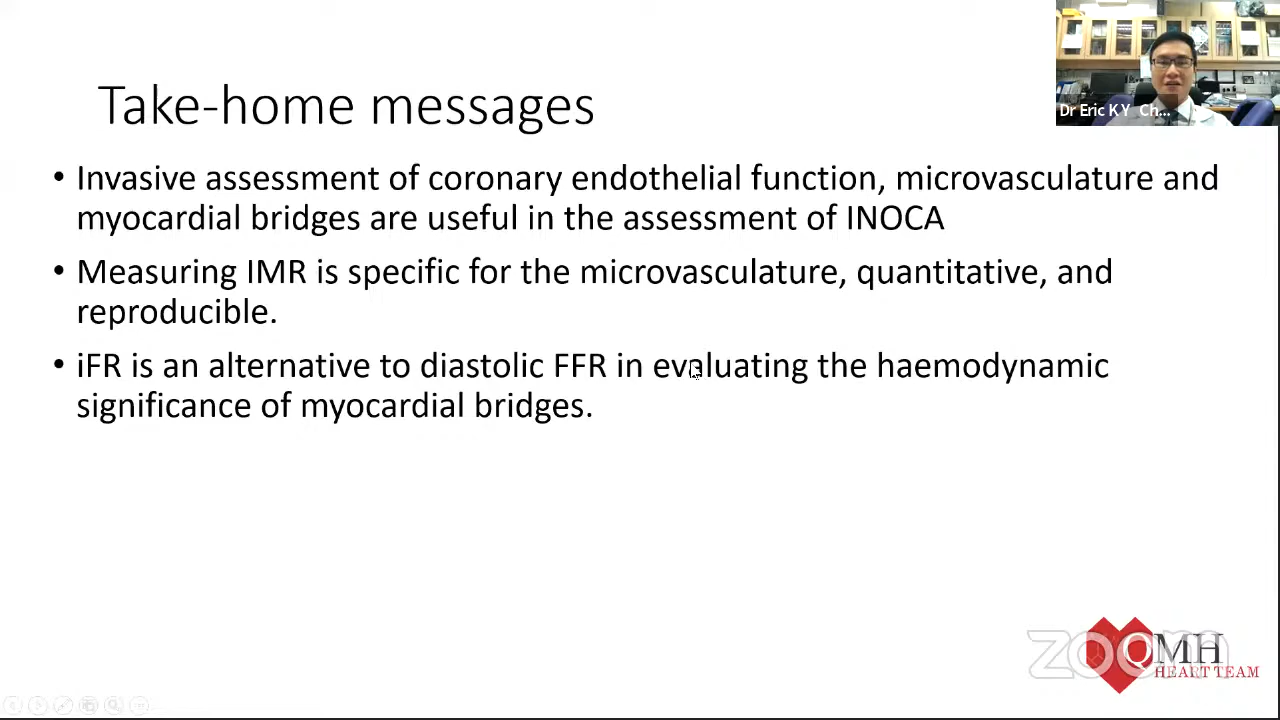 Dr Eric KY Ch...
Take-home messages
• Invasive assessment of coronary endothelial function, microvasculature and
myocardial bridges are useful in the assessment of INOCA
• Measuring IMR is specific for the microvasculature, quantitative, and
reproducible.
• iFR is an alternative to diastolic FFR in evaluating the haemodynamic
significance of myocardial bridges.
zoom
QMH
HEART TEAM